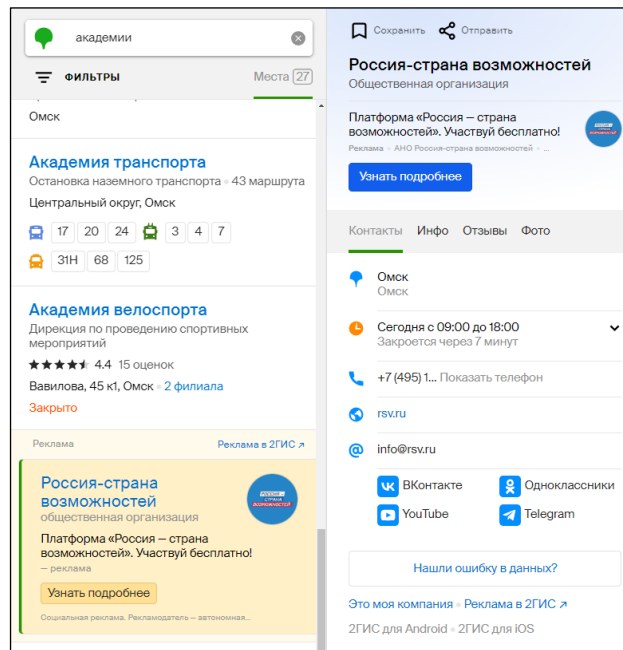 академии
ФИЛЬТРЫ
Места 27
Омск
Академия транспорта
Остановка наземного транспорта • 43 маршрута
Центральный округ, Омск
17 20 24 3 4 7
31Н 68 125
Академия велоспорта
Дирекция по проведению спортивных
мероприятий
4.4 15 оценок
Вавилова, 45 к1, Омск • 2 филиала
Закрыто
Реклама
Реклама в 2ГИС ↗
Россия-страна
возможностей
общественная организация
Платформа «Россия — страна
возможностей». Участвуй бесплатно!
— реклама
Узнать подробнее
Социальная реклама. Рекламодатель — автономная...
Сохранить Отправить
Россия-страна возможностей
Общественная организация
Платформа «Россия — страна
возможностей». Участвуй бесплатно!
Реклама • АНО Россия-страна возможностей • ...
Узнать подробнее
Контакты Инфо Отзывы Фото
Омск
Омск
Сегодня с 09:00 до 18:00
Закроется через 7 минут
+7 (495) 1... Показать телефон
rsv.ru
info@rsv.ru
ВКонтакте Одноклассники
YouTube Telegram
Нашли ошибку в данных?
Это моя компания • Реклама в 2ГИС ↗
2ГИС для Android • 2ГИС для iOS